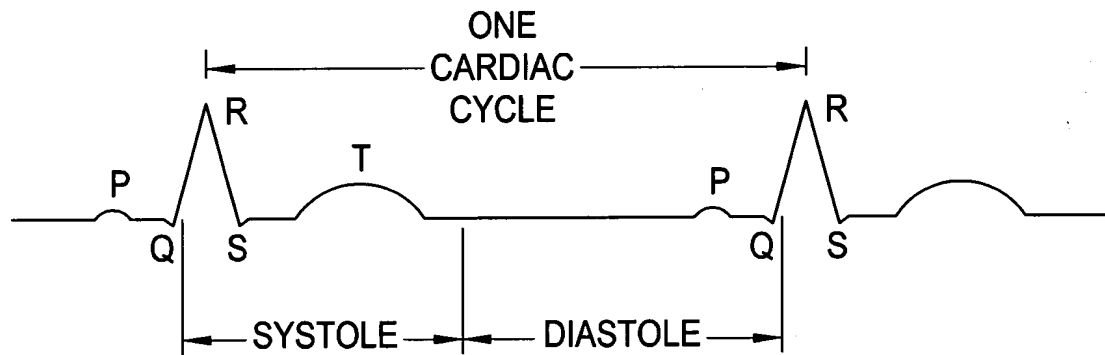 ONE
CARDIAC
CYCLE
R
R
P
T
P
Q
S
Q
S
SYSTOLE
DIASTOLE